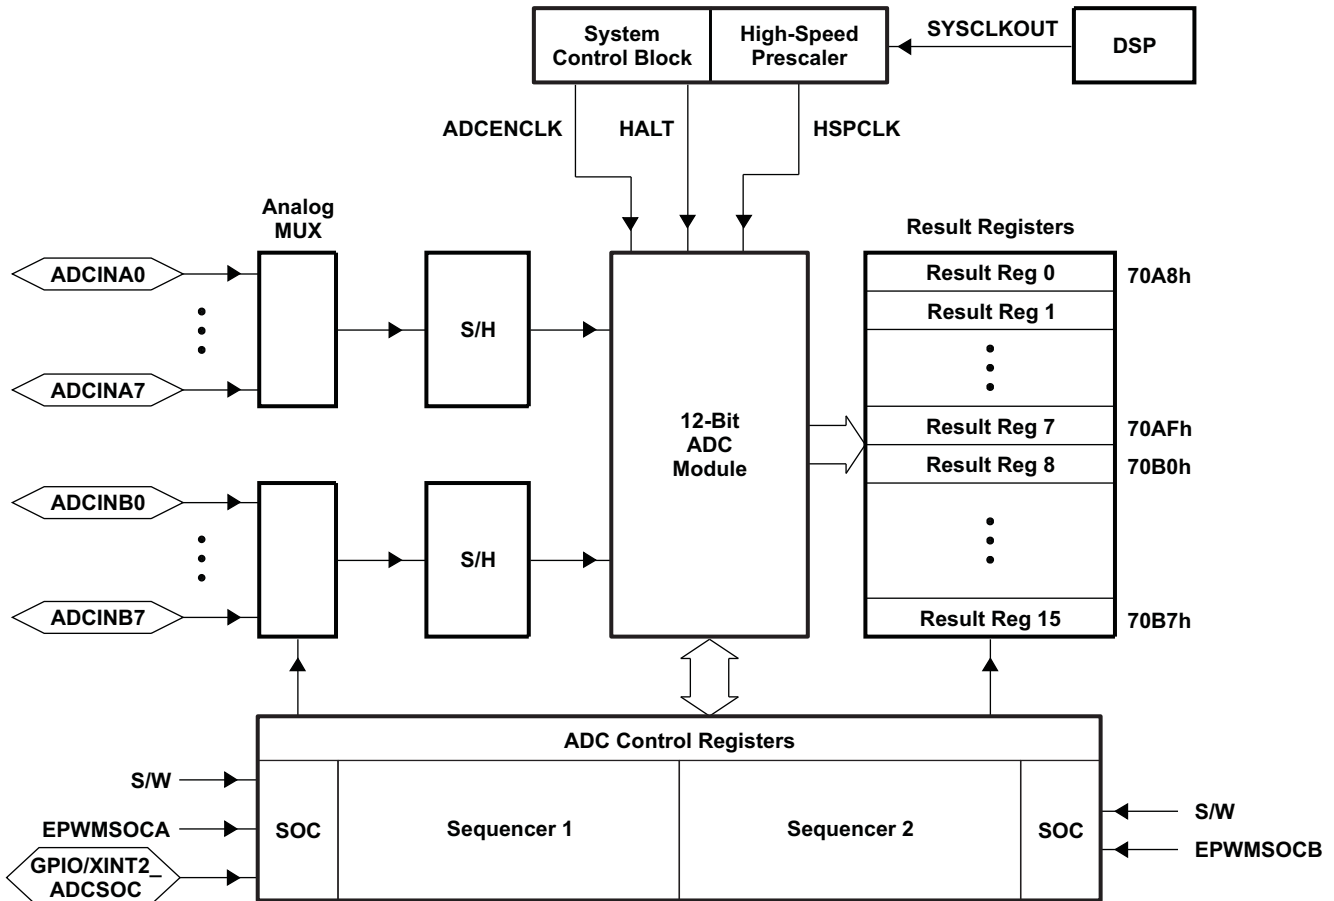 System
Control Block
High-Speed
Prescaler
SYSCLKOUT
DSP
ADCENCLK
HALT
HSPCLK
Analog
MUX
Result Registers
ADCINA0
S/H
ADCINA7
12-Bit
ADC
Module
Result Reg 0
70A8h
Result Reg 1
Result Reg 7
70AFh
Result Reg 8
70B0h
Result Reg 15
70B7h
ADCINB0
S/H
ADCINB7
ADC Control Registers
S/W
EPWMSOCA
GPIO/XINT2_
ADCSOC
SOC
Sequencer 1
Sequencer 2
SOC
S/W
EPWMSOCB